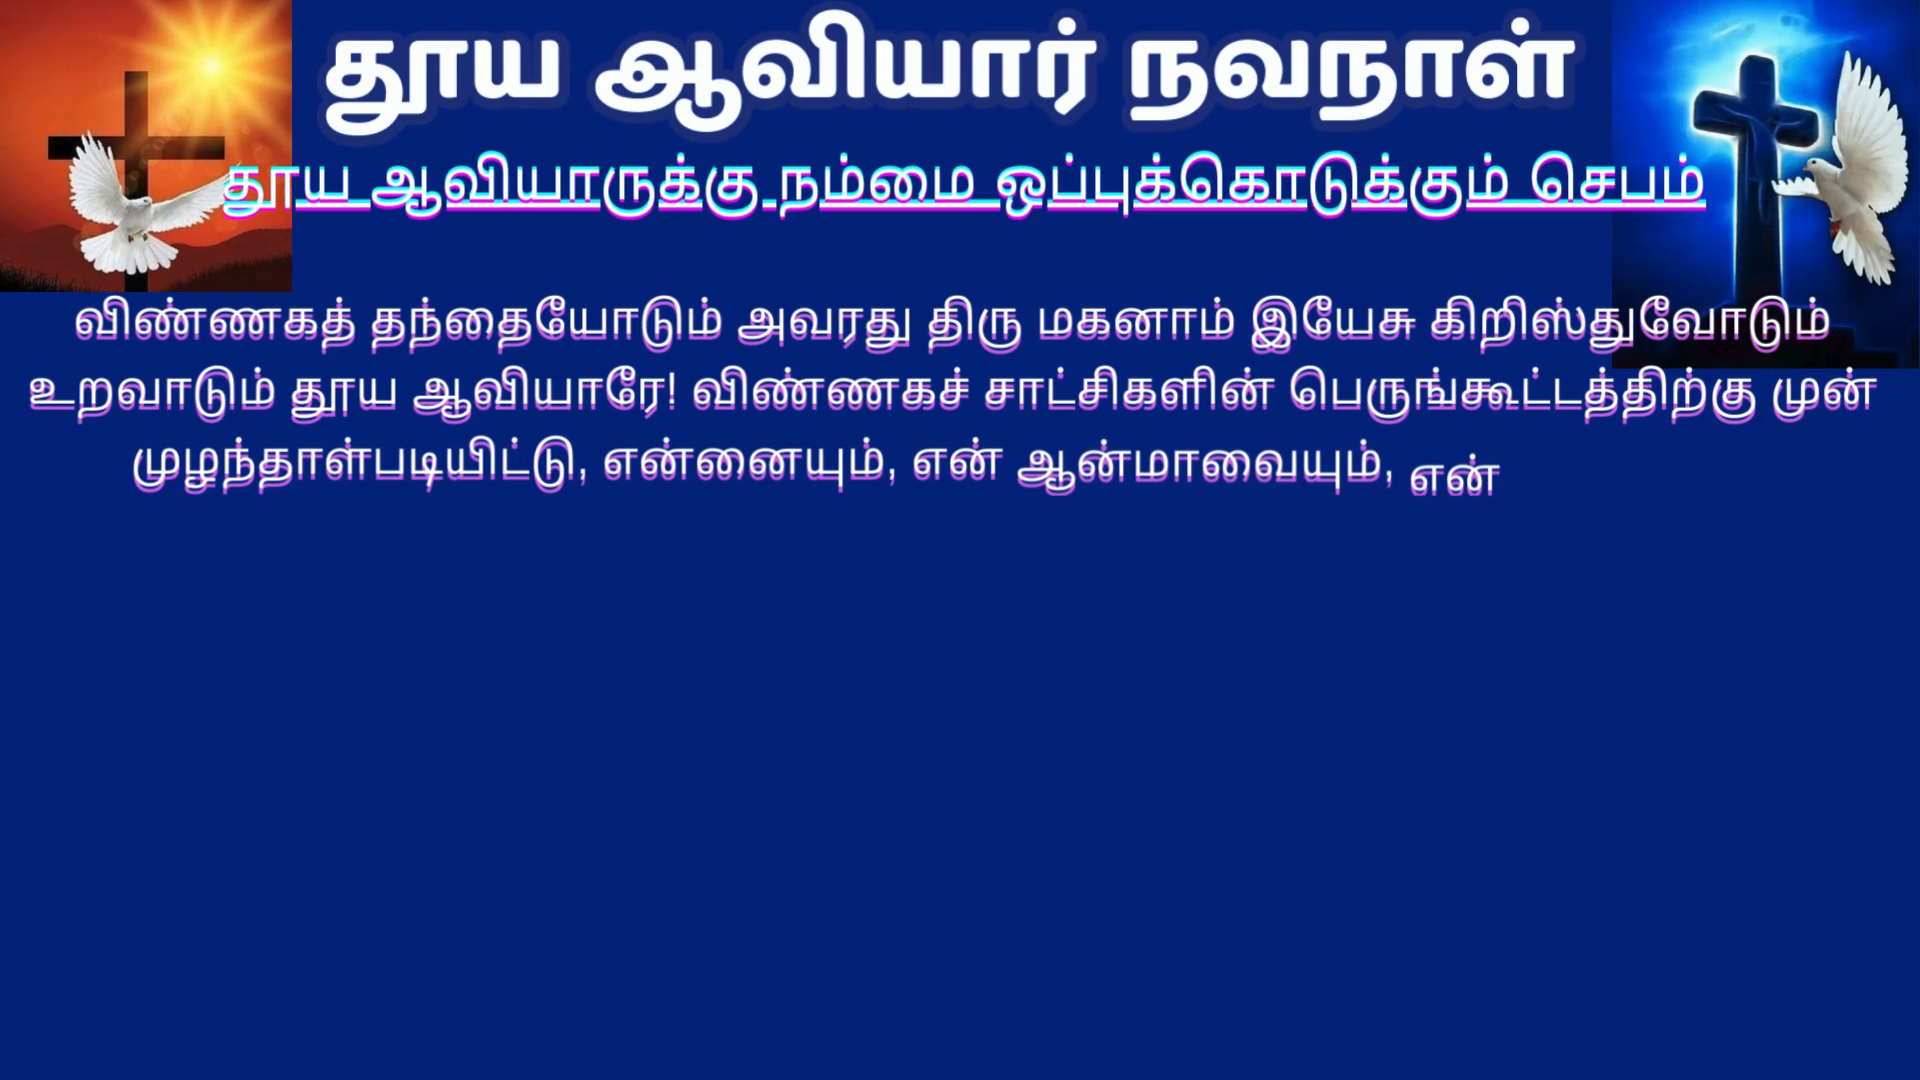 தூய ஆவியார் நவநாள்
தூய ஆவியாருக்கு நம்மை ஒப்புக்கொடுக்கும் செபம்
விண்ணகத் தந்தையோடும் அவரது திரு மகனாம் இயேசு கிறிஸ்துவோடும்
உறவாடும் தூய ஆவியாரே! விண்ணகச் சாட்சிகளின் பெருங்கூட்டத்திற்கு முன்
முழந்தாள்படியிட்டு, என்னையும், என் ஆன்மாவையும், என்